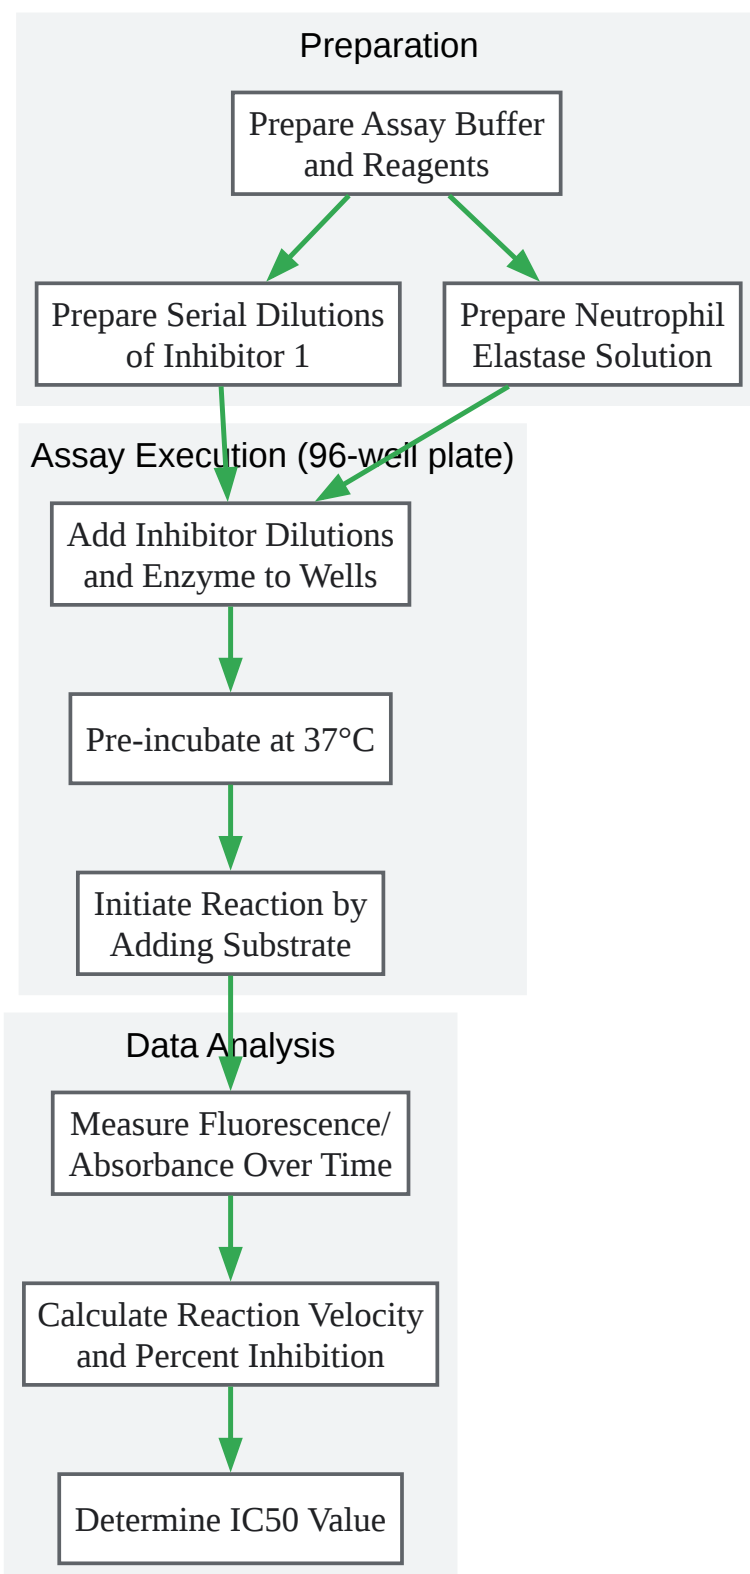 Preparation
Prepare Assay Buffer
and Reagents
Prepare Serial Dilutions
of Inhibitor 1
Prepare Neutrophil
Elastase Solution
Assay Execution (96-well plate)
Add Inhibitor Dilutions
and Enzyme to Wells
Pre-incubate at 37°C
Initiate Reaction by
Adding Substrate
Data Analysis
Measure Fluorescence/
Absorbance Over Time
Calculate Reaction Velocity
and Percent Inhibition
Determine IC50 Value